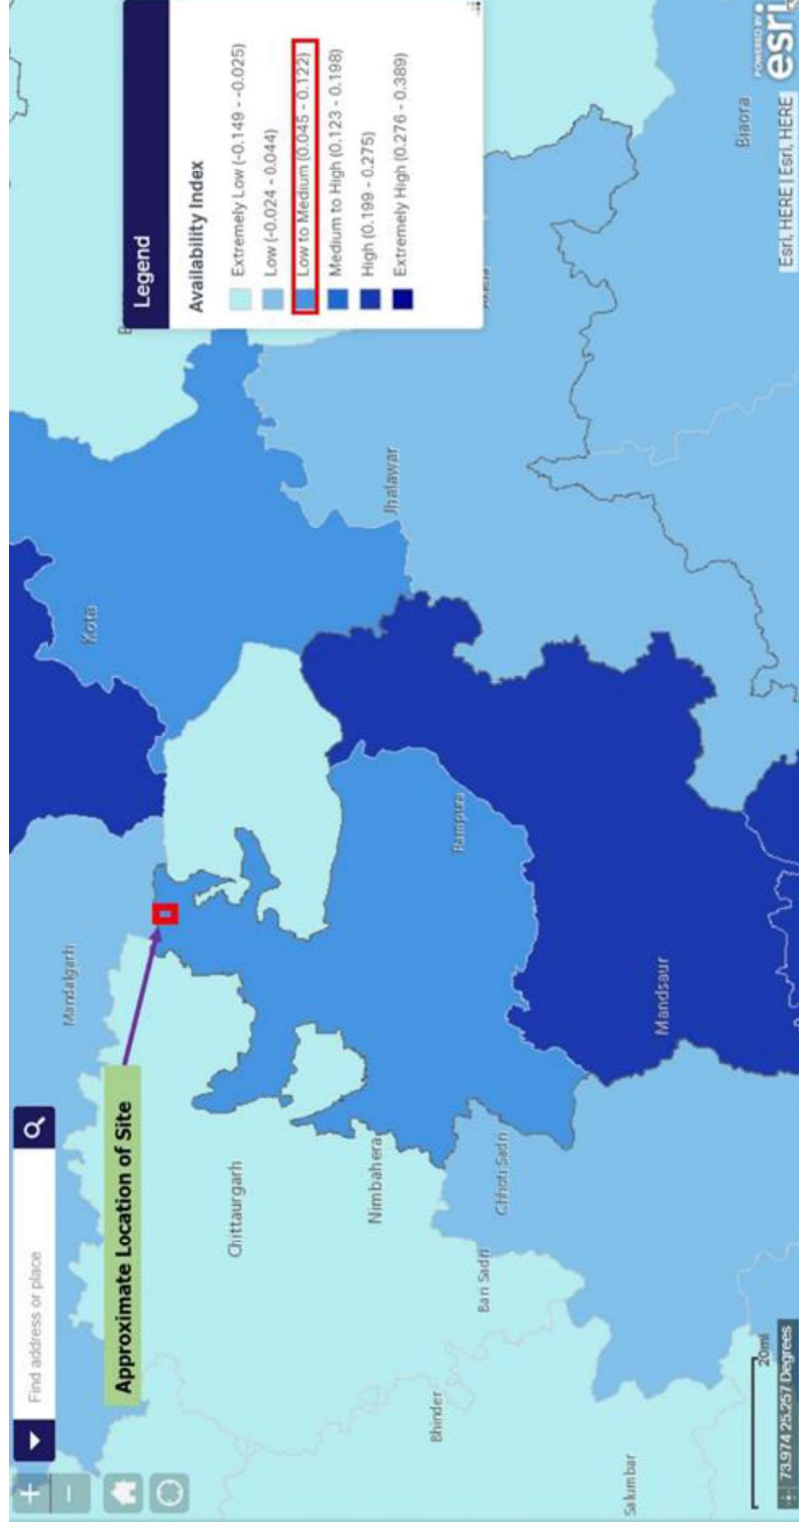 Find address or place
Approximate Location of Site
Legend
Availability Index
Extremely Low (-0.149 - -0.025)
Low (-0.024 - 0.044)
Low to Medium (0.045 - 0.122)
Medium to High (0.123 - 0.198)
High (0.199 - 0.275)
Extremely High (0.276 - 0.389)
Mandalgarh
Kota
Chittaurgarh
Nimbahera
Jhalawar
Bhinder
Bari Sadri
Chhoti Sadri
Rampura
Salumbar
Mandsaur
Biaora
20mi
73.974 25.257 Degrees
Esri, HERE | Esri, HERE
POWERED BY
esri